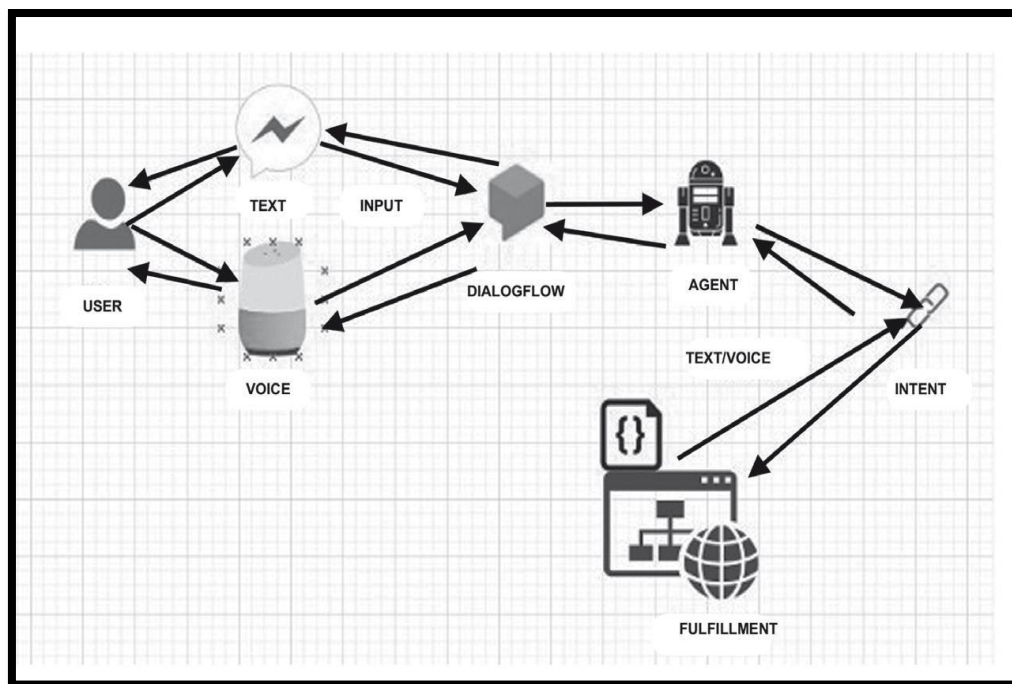 TEXT
INPUT
USER
VOICE
DIALOGFLOW
AGENT
TEXT/VOICE
INTENT
{}
FULFILLMENT